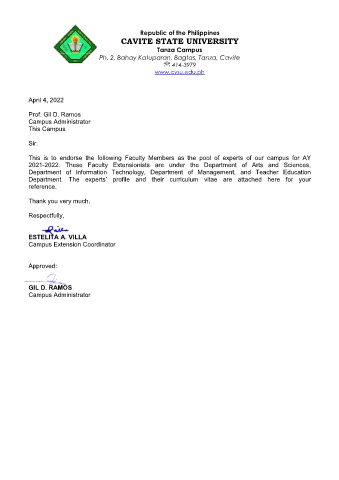 Republic of the Philippines
CAVITE STATE UNIVERSITY
Tanza Campus
Ph. 2, Bahay Katuparan, Bagtas, Tanza, Cavite
☎: 414-3979
www.cvsu.edu.ph
April 4, 2022
Prof. Gil D. Ramos
Campus Administrator
This Campus
Sir:
This is to endorse the following Faculty Members as the pool of experts of our campus for AY
2021-2022. These Faculty Extensionists are under the Department of Arts and Sciences,
Department of Information Technology, Department of Management, and Teacher Education
Department. The experts' profile and their curriculum vitae are attached here for your
reference.
Thank you very much.
Respectfully,
ESTELITA A. VILLA
Campus Extension Coordinator
Approved:
GIL D. RAMOS
Campus Administrator